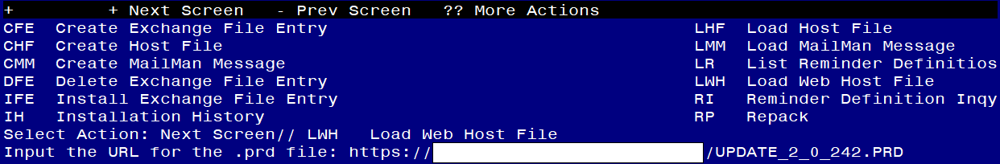 + + Next Screen - Prev Screen ?? More Actions
CFE Create Exchange File Entry LHF Load Host File
CHF Create Host File LMM Load MailMan Message
CMM Create MailMan Message LR List Reminder Definitios
DFE Delete Exchange File Entry LWH Load Web Host File
IFE Install Exchange File Entry RI Reminder Definition Inqy
IH Installation History RP Repack
Select Action: Next Screen// LWH Load Web Host File
Input the URL for the .prd file: https:// /UPDATE_2_0_242.PRD